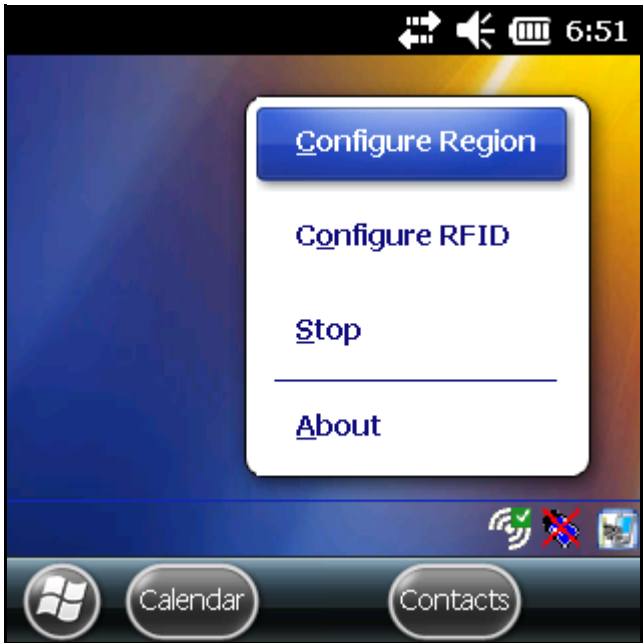 6:51
Configure Region
Configure RFID
Stop
About
Calendar
Contacts